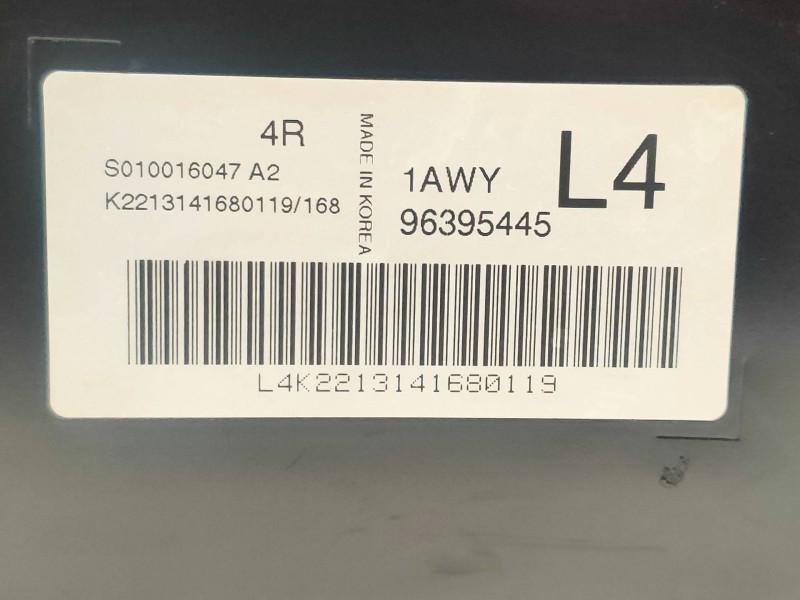 4R
S010016047 A2
K2213141680119/168
MADE IN KOREA
1AWY
L4
96395445
L4K2213141680119